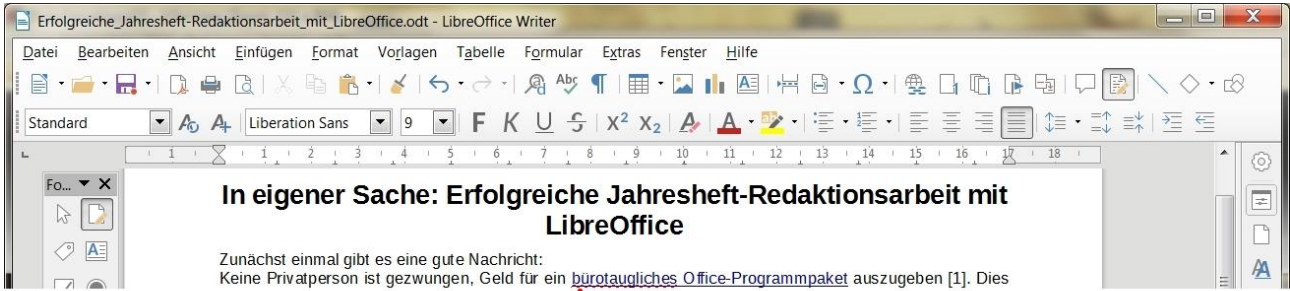 Erfolgreiche_Jahresheft-Redaktionsarbeit_mit_LibreOffice.odt - LibreOffice Writer
Datei Bearbeiten Ansicht Einfügen Format Vorlagen Tabelle Formular Extras Fenster Hilfe
Standard Liberation Sans 9 F K U S X² X₂ A A
1 1 2 3 4 5 6 7 8 9 10 11 12 13 14 15 16 17 18
Fo...
In eigener Sache: Erfolgreiche Jahresheft-Redaktionsarbeit mit
LibreOffice
Zunächst einmal gibt es eine gute Nachricht:
Keine Privatperson ist gezwungen, Geld für ein bürotaugliches Office-Programmpaket auszugeben [1]. Dies